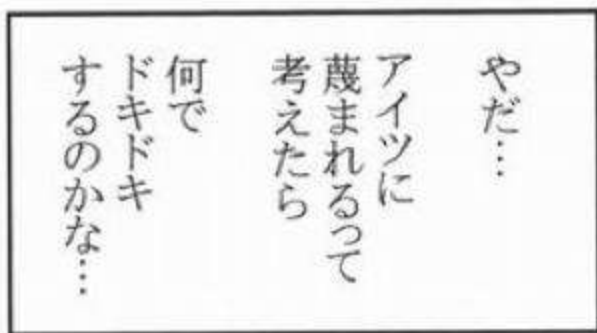 やだ…
アイツに
蔑まれるって
考えたら
何で
ドキドキ
するのかな…